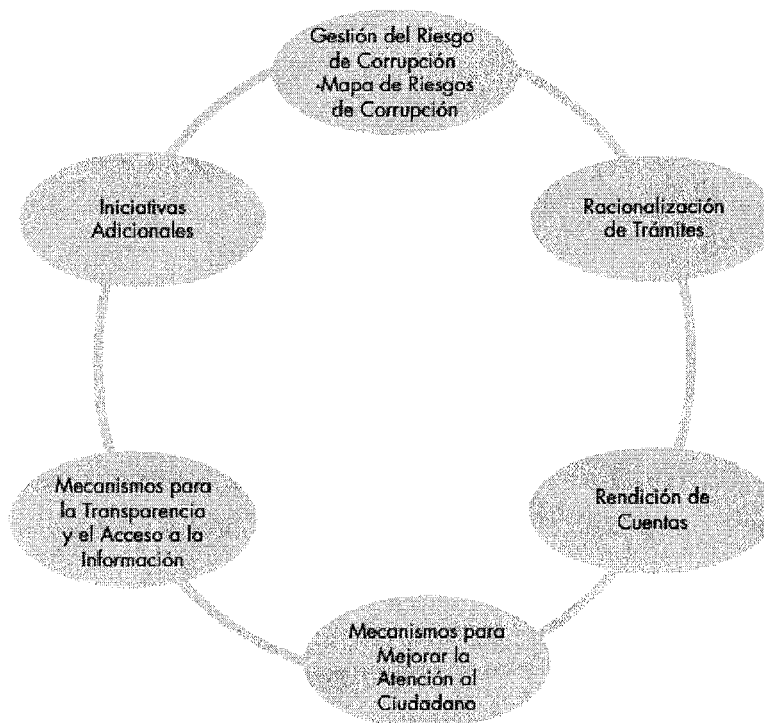 Gestión del Riesgo
de Corrupción
-Mapa de Riesgos
de Corrupción
Racionalización
de Trámites
Rendición de
Cuentas
Mecanismos para
Mejorar la
Atención al
Ciudadano
Mecanismos para
la Transparencia
y el Acceso a la
Información
Iniciativas
Adicionales